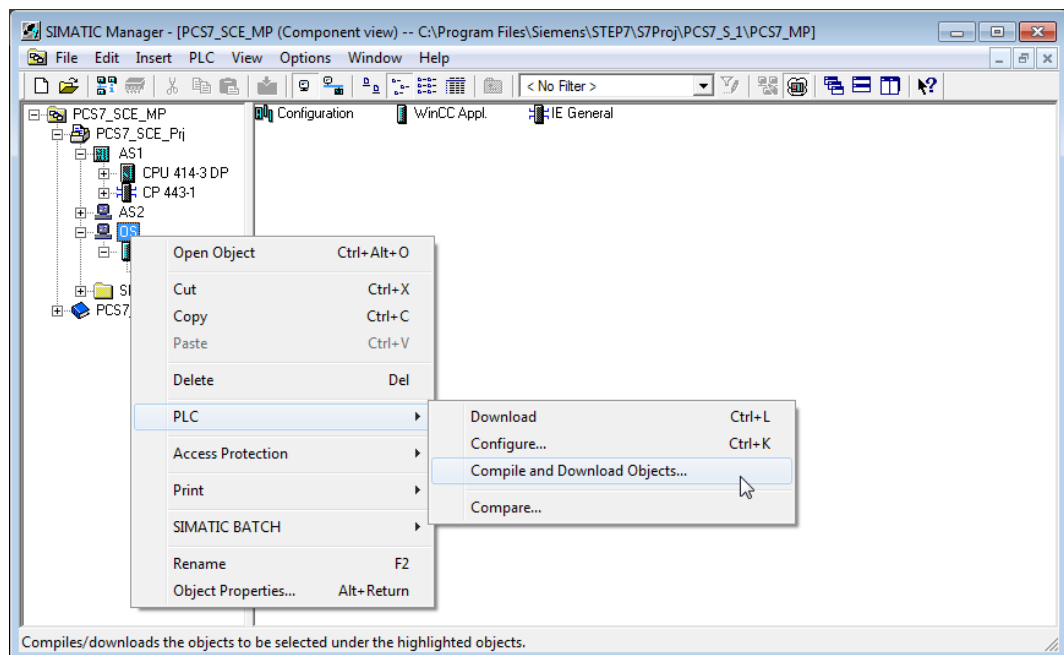 SIMATIC Manager - [PCS7_SCE_MP (Component view) -- C:\Program Files\Siemens\STEP7\S7Proj\PCS7_S_1\PCS7_MP]
File Edit Insert PLC View Options Window Help
< No Filter >
PCS7_SCE_MP
PCS7_SCE_Prj
AS1
CPU 414-3 DP
CP 443-1
AS2
OS
PCS7
Configuration WinCC Appl. IE General
Open Object Ctrl+Alt+O
Cut Ctrl+X
Copy Ctrl+C
Paste Ctrl+V
Delete Del
PLC
Access Protection
Print
SIMATIC BATCH
Rename F2
Object Properties... Alt+Return
Download Ctrl+L
Configure... Ctrl+K
Compile and Download Objects...
Compare...
Compiles/downloads the objects to be selected under the highlighted objects.